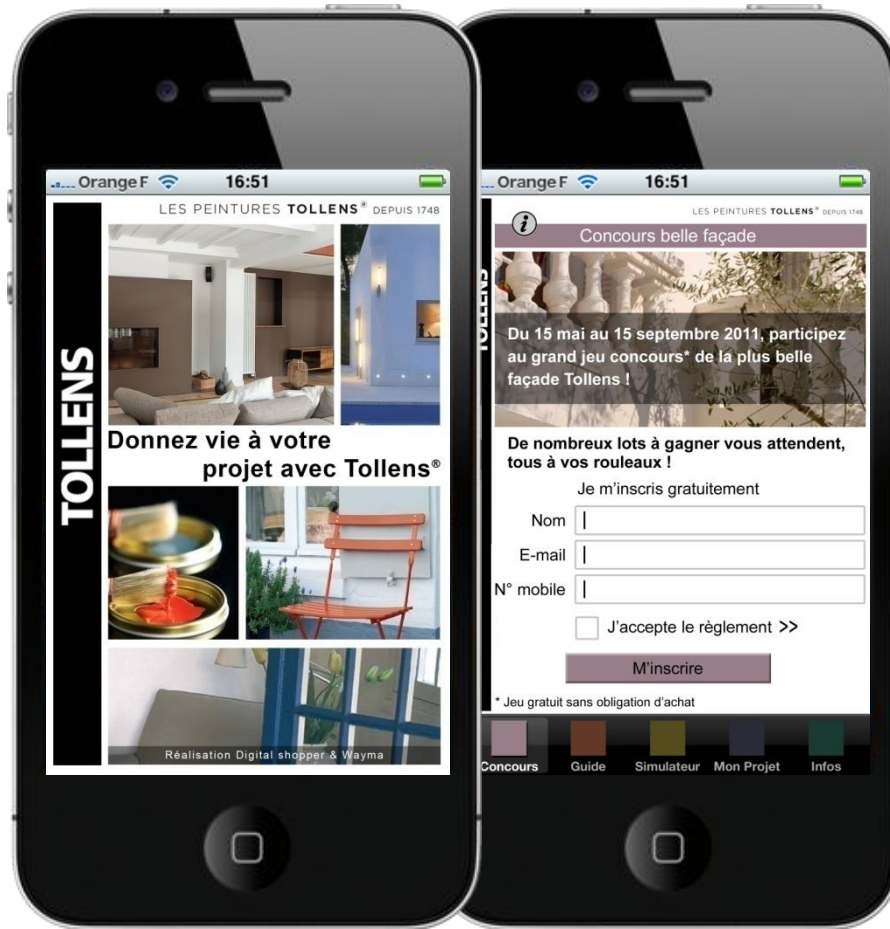 Orange F 16:51
LES PEINTURES TOLLENS® DEPUIS 1748
TOLLENS
Donnez vie à votre
projet avec Tollens®
Réalisation Digital shopper & Wayma
Orange F 16:51
LES PEINTURES TOLLENS® DEPUIS 1748
i
Concours belle façade
TOLLENS
Du 15 mai au 15 septembre 2011, participez
au grand jeu concours* de la plus belle
façade Tollens !
De nombreux lots à gagner vous attendent,
tous à vos rouleaux !
Je m'inscris gratuitement
Nom
E-mail
N° mobile
J'accepte le règlement >>
M'inscrire
* Jeu gratuit sans obligation d'achat
Concours Guide Simulateur Mon Projet Infos